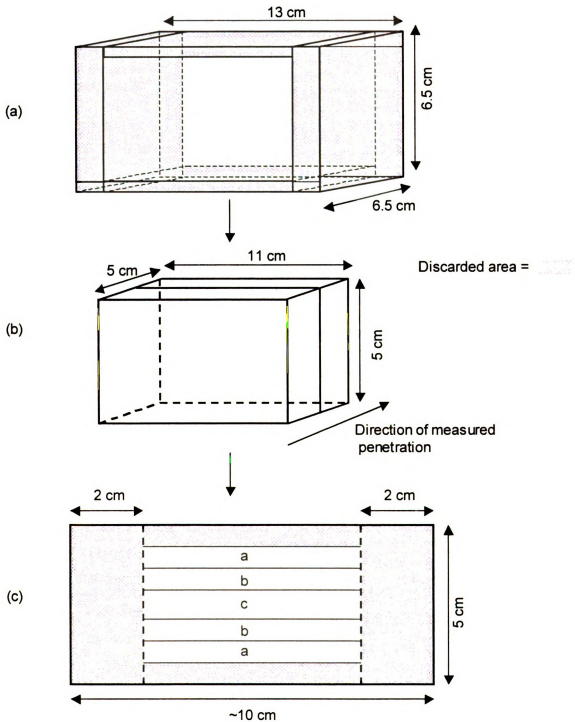 13 cm
(a)
6.5 cm
6.5 cm
11 cm
5 cm
Discarded area =
(b)
5 cm
Direction of measured
penetration
2 cm
2 cm
a
b
(c)
c
5 cm
b
a
~10 cm